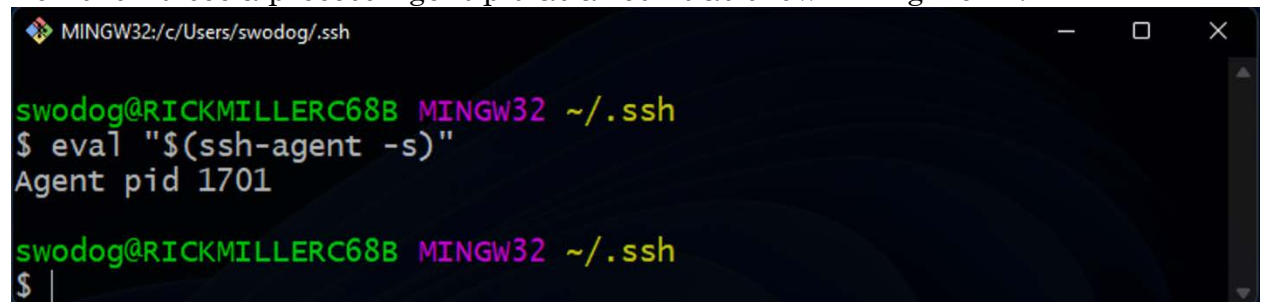 MINGW32:/c/Users/swodog/.ssh
swodog@RICKMILLERC68B MINGW32 ~/.ssh
$ eval "$(ssh-agent -s)"
Agent pid 1701
swodog@RICKMILLERC68B MINGW32 ~/.ssh
$